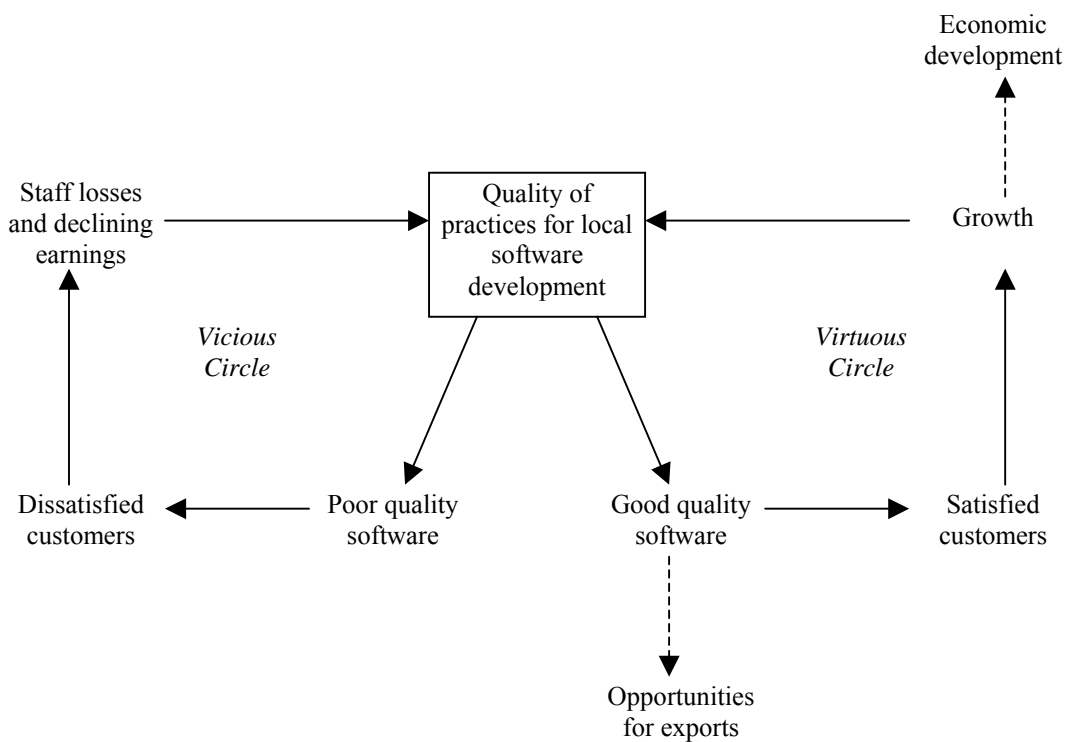 Economic
development
Staff losses
and declining
earnings
Quality of
practices for local
software
development
Growth
Vicious
Circle
Virtuous
Circle
Dissatisfied
customers
Poor quality
software
Good quality
software
Satisfied
customers
Opportunities
for exports